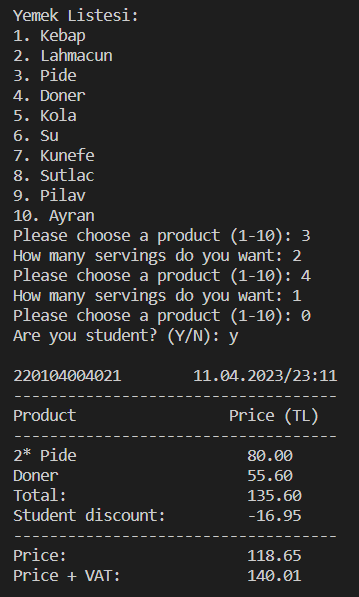 Yemek Listesi:
1. Kebap
2. Lahmacun
3. Pide
4. Doner
5. Kola
6. Su
7. Kunefe
8. Sutlac
9. Pilav
10. Ayran
Please choose a product (1-10): 3
How many servings do you want: 2
Please choose a product (1-10): 4
How many servings do you want: 1
Please choose a product (1-10): 0
Are you student? (Y/N): y
220104004021        11.04.2023/23:11
------------------------------------
Product                 Price (TL)
------------------------------------
2* Pide                   80.00
Doner                     55.60
Total:                    135.60
Student discount:         -16.95
------------------------------------
Price:                    118.65
Price + VAT:              140.01